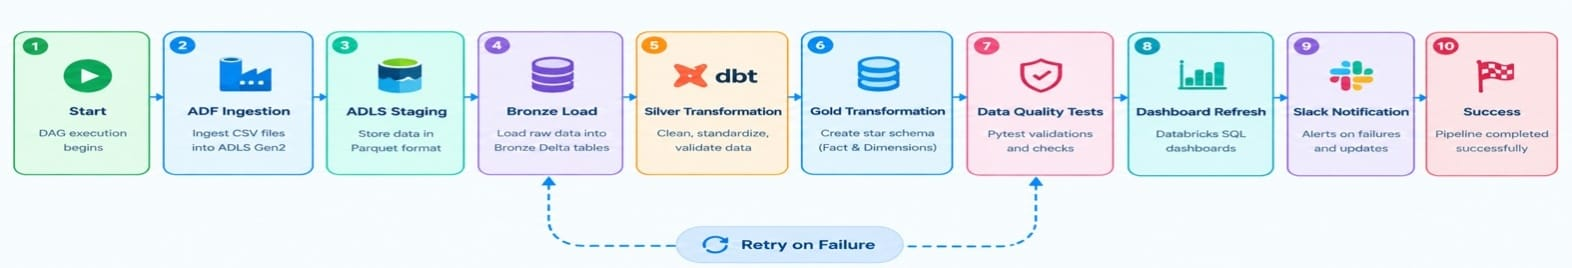 1
Start
DAG execution
begins
2
ADF Ingestion
Ingest CSV files
into ADLS Gen2
3
ADLS Staging
Store data in
Parquet format
4
Bronze Load
Load raw data into
Bronze Delta tables
5
dbt
Silver Transformation
Clean, standardize,
validate data
6
Gold Transformation
Create star schema
(Fact & Dimensions)
7
Data Quality Tests
Pytest validations
and checks
8
Dashboard Refresh
Databricks SQL
dashboards
9
Slack Notification
Alerts on failures
and updates
10
Success
Pipeline completed
successfully
Retry on Failure